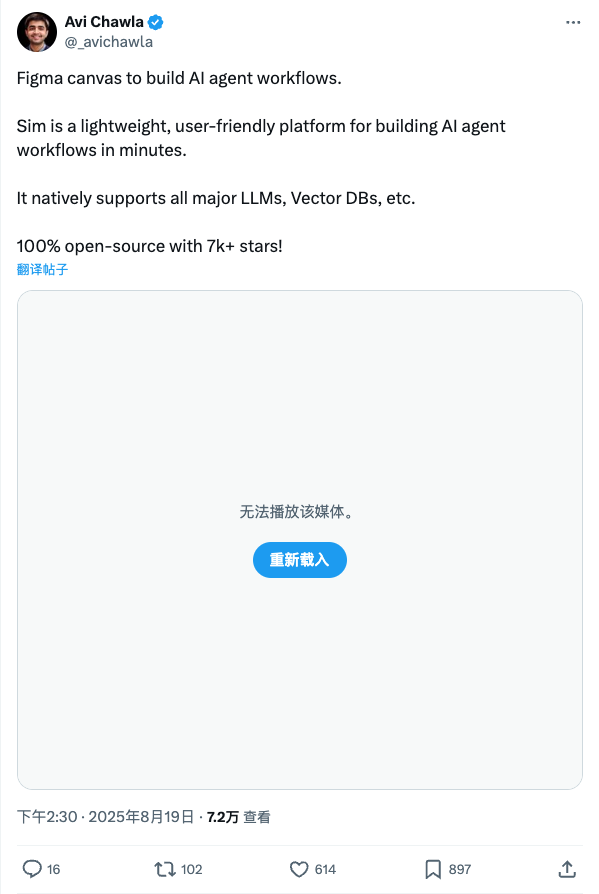 Avi Chawla
@_avichawla
Figma canvas to build AI agent workflows.
Sim is a lightweight, user-friendly platform for building AI agent
workflows in minutes.
It natively supports all major LLMs, Vector DBs, etc.
100% open-source with 7k+ stars!
翻译帖子
无法播放该媒体。
重新载入
下午2:30 · 2025年8月19日 · 7.2万 查看
16 102 614 897